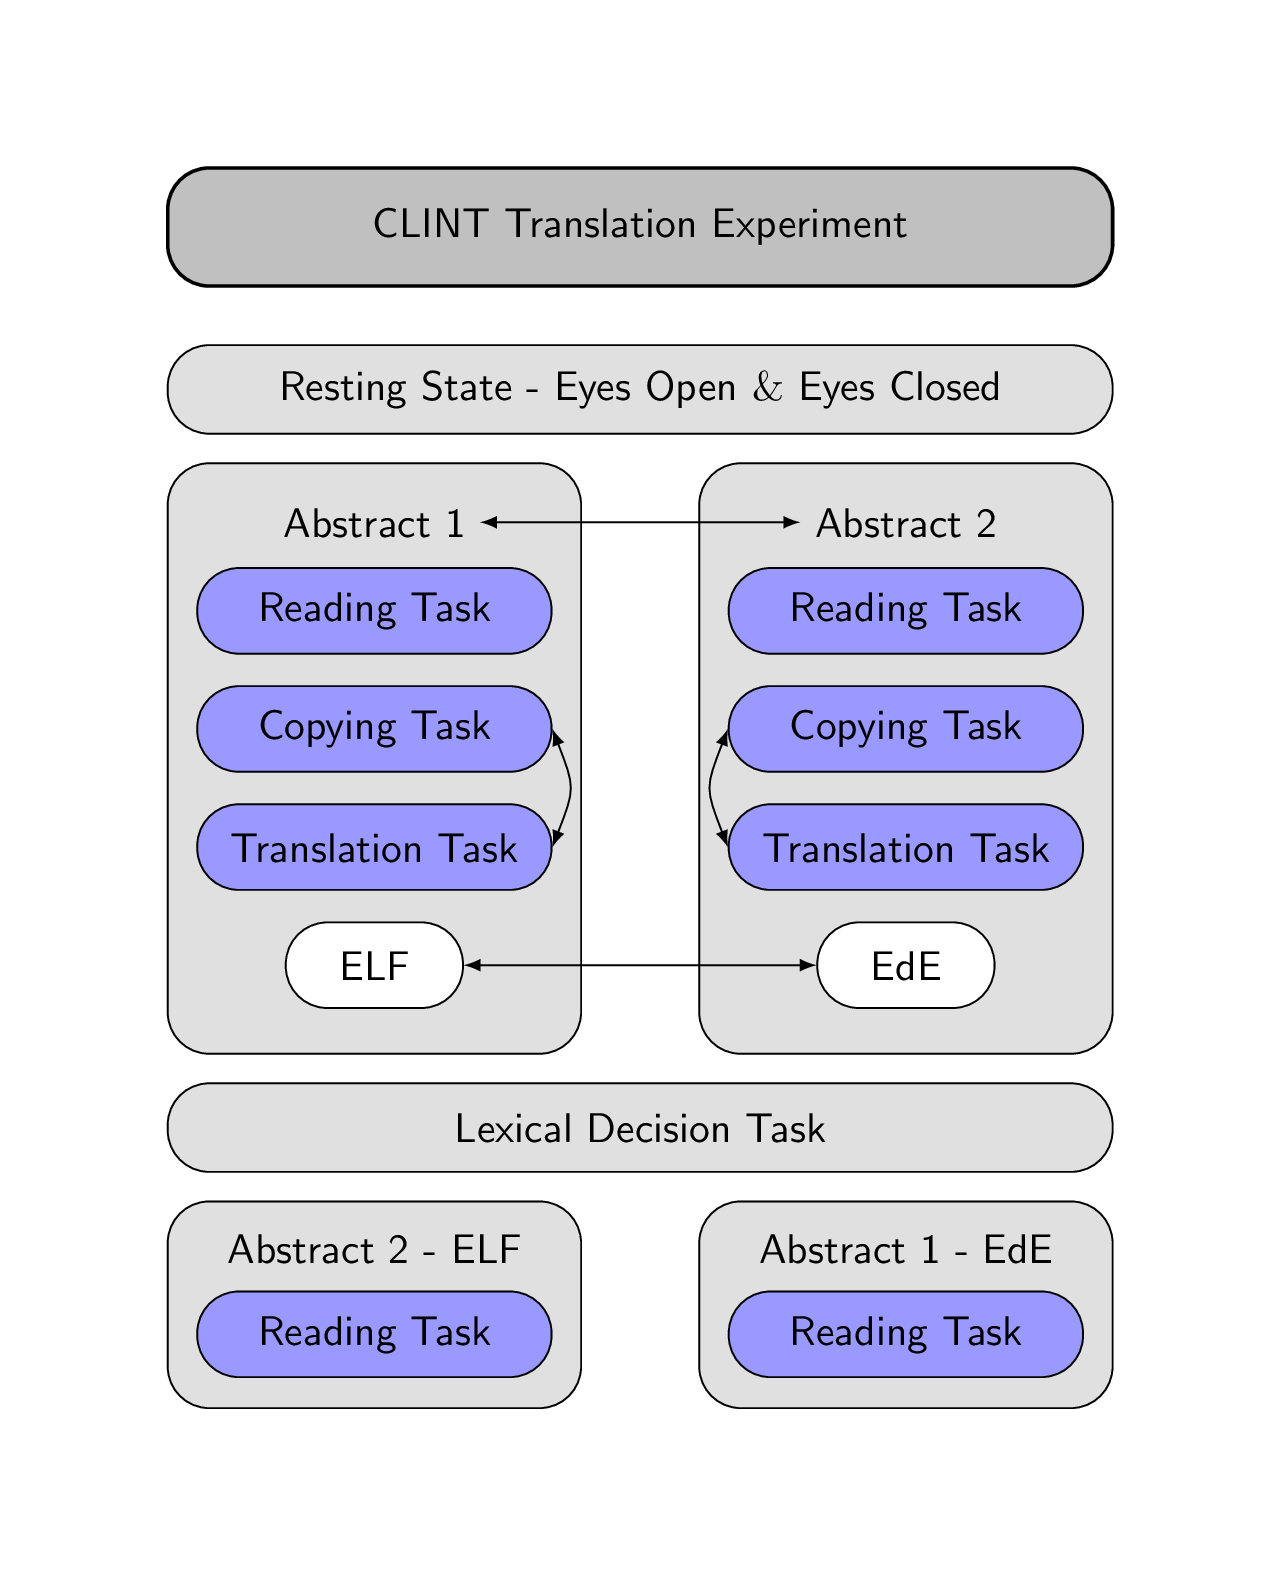 CLINT Translation Experiment
Resting State - Eyes Open & Eyes Closed
Abstract 1
Reading Task
Copying Task
Translation Task
ELF
Abstract 2
Reading Task
Copying Task
Translation Task
EdE
Lexical Decision Task
Abstract 2 - ELF
Reading Task
Abstract 1 - EdE
Reading Task